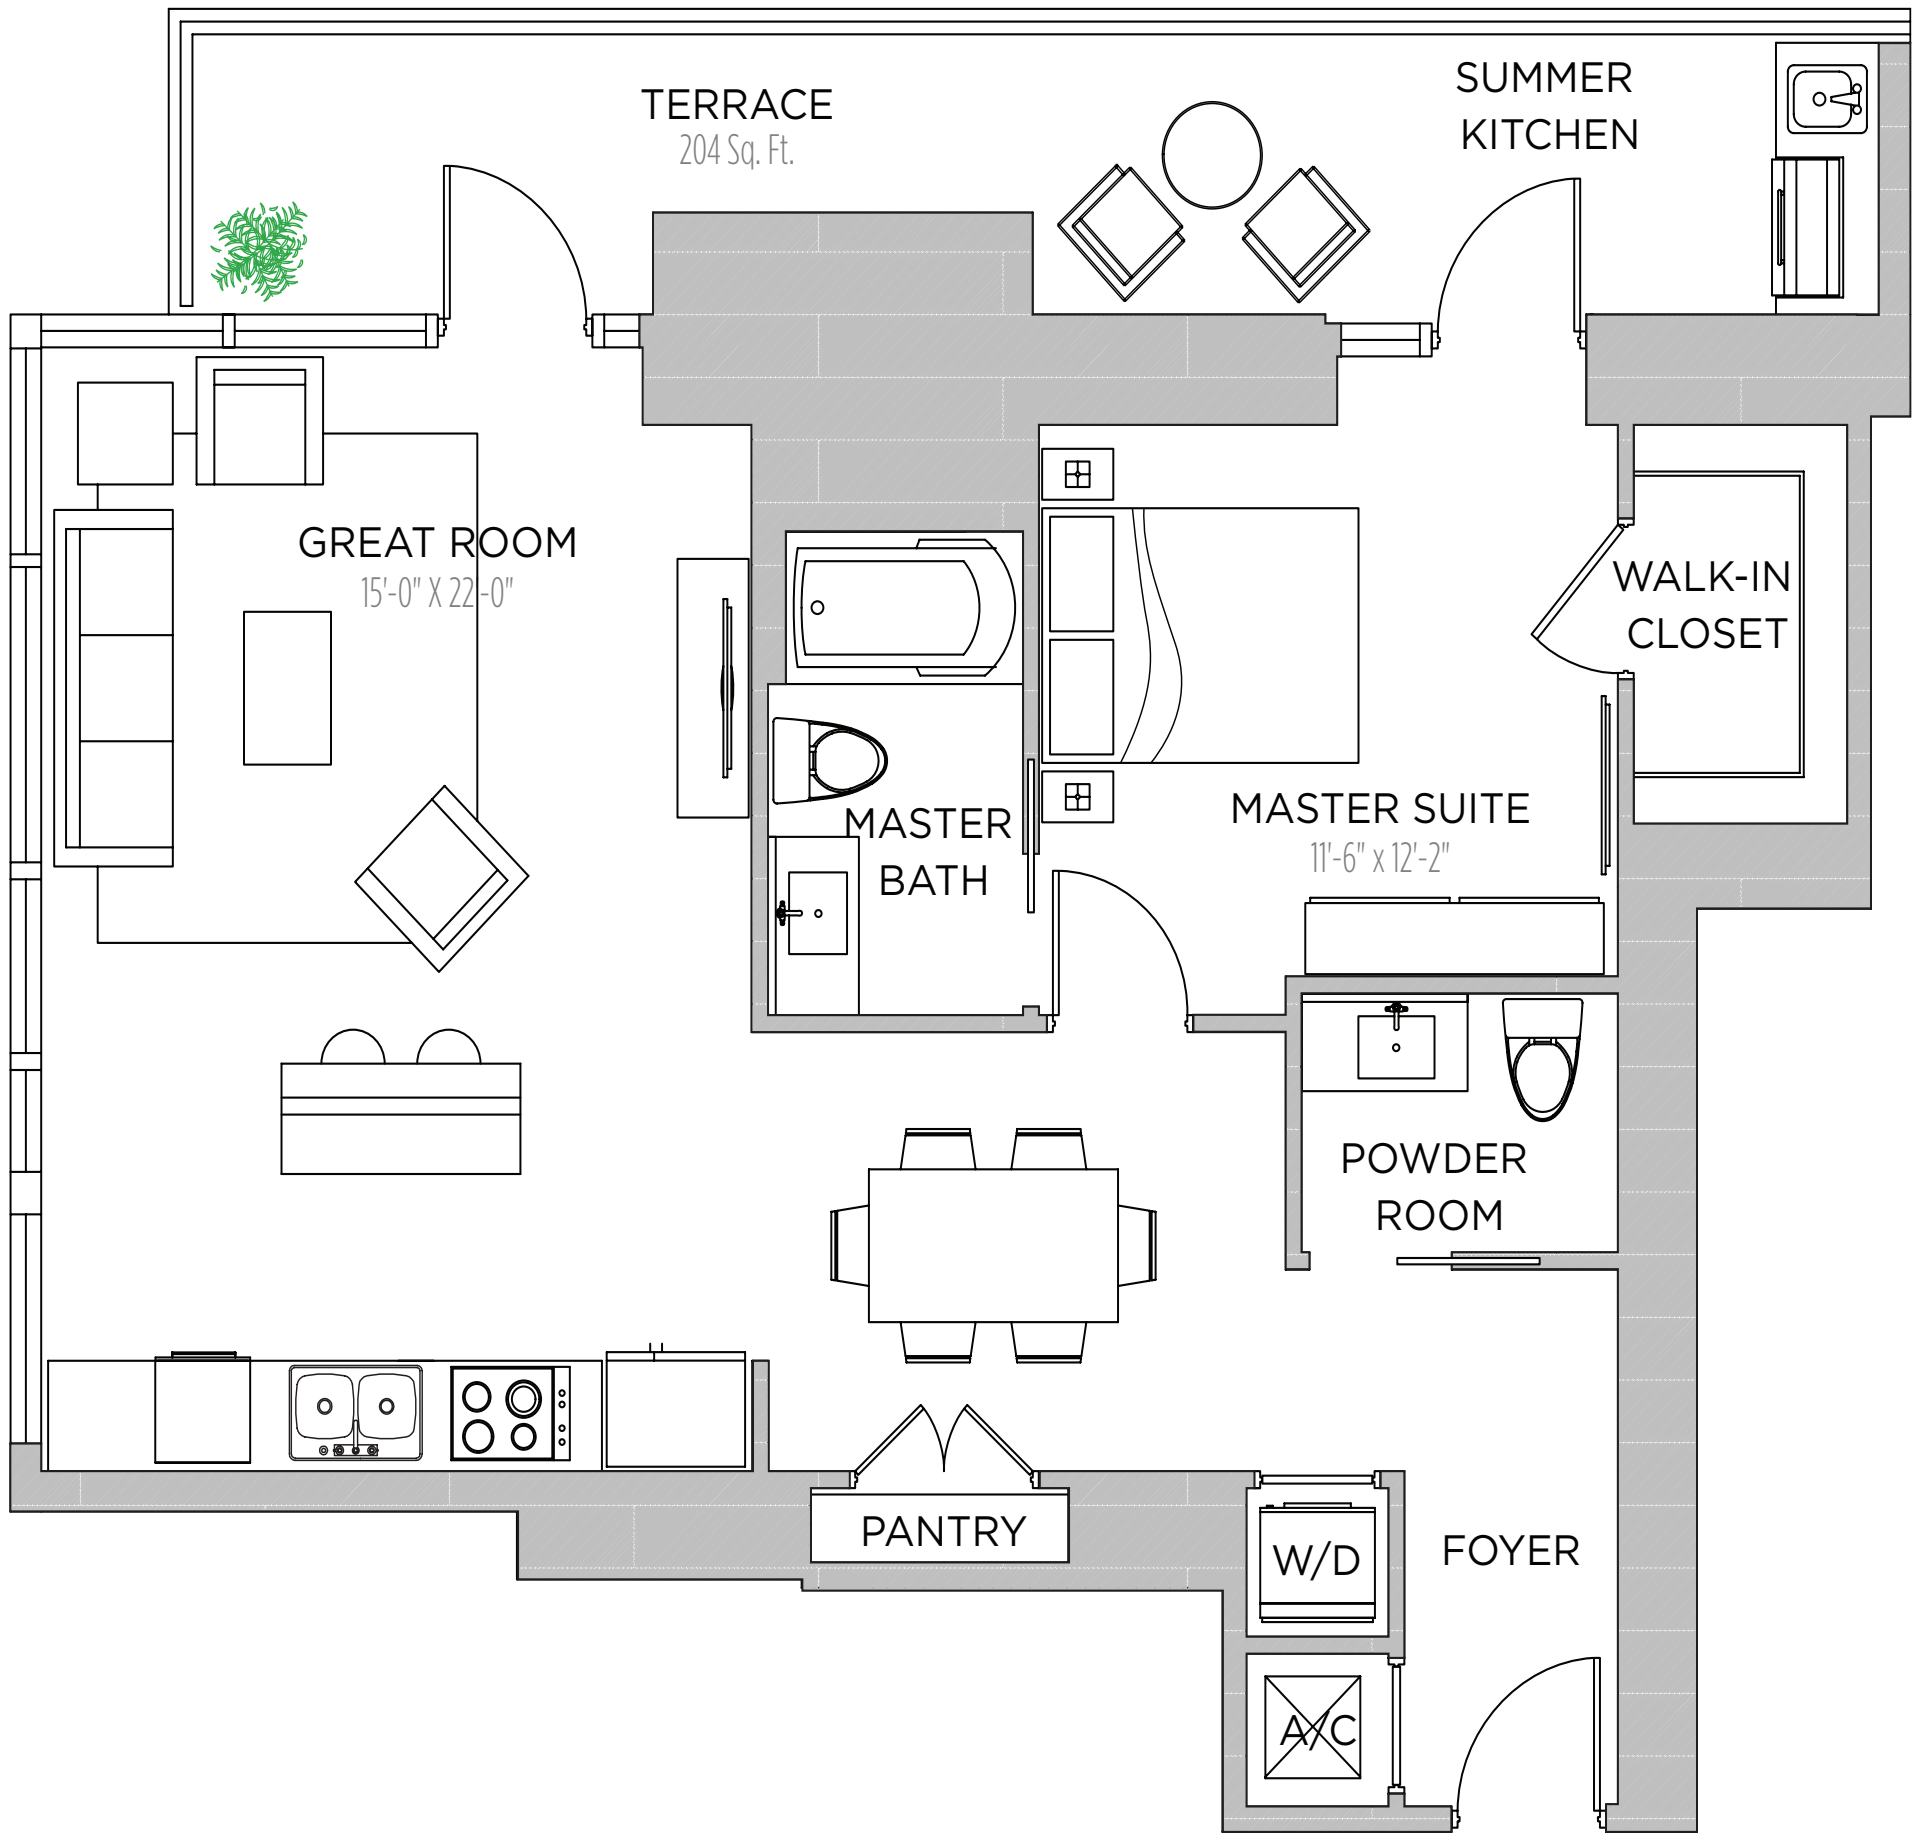 TERRACE
204 Sq. Ft.
SUMMER
KITCHEN
GREAT ROOM
15'-0" X 22'-0"
WALK-IN
CLOSET
MASTER
BATH
MASTER SUITE
11'-6" x 12'-2"
POWDER
ROOM
PANTRY
W/D
FOYER
A/C